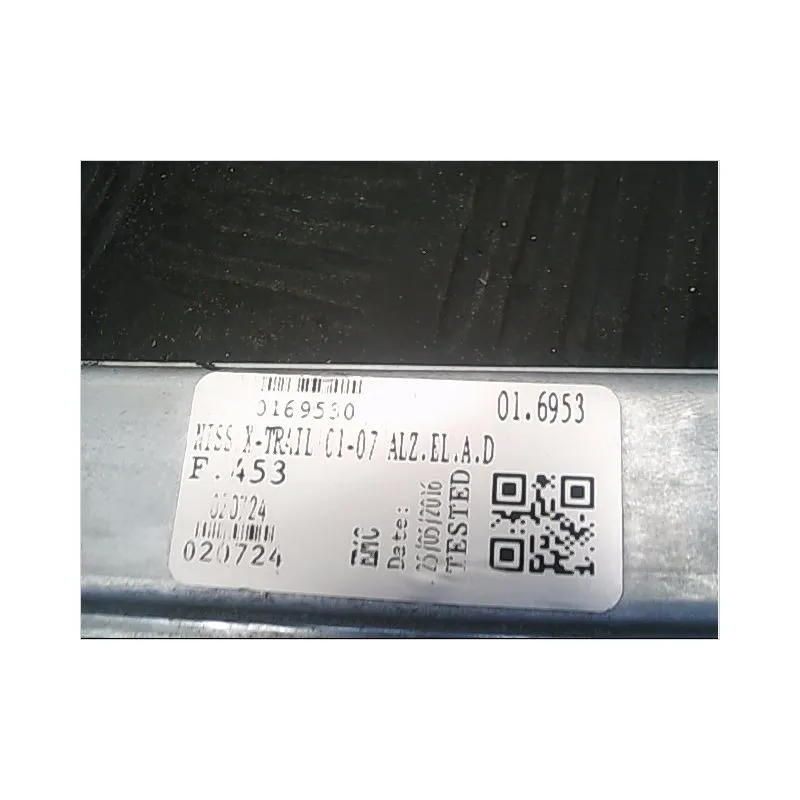 0169530
01.6953
NISS X-TRAIL 01-07 ALZ.EL.A.D
F.453
020724
020724
EMC
Date:
25/05/2016
TESTED